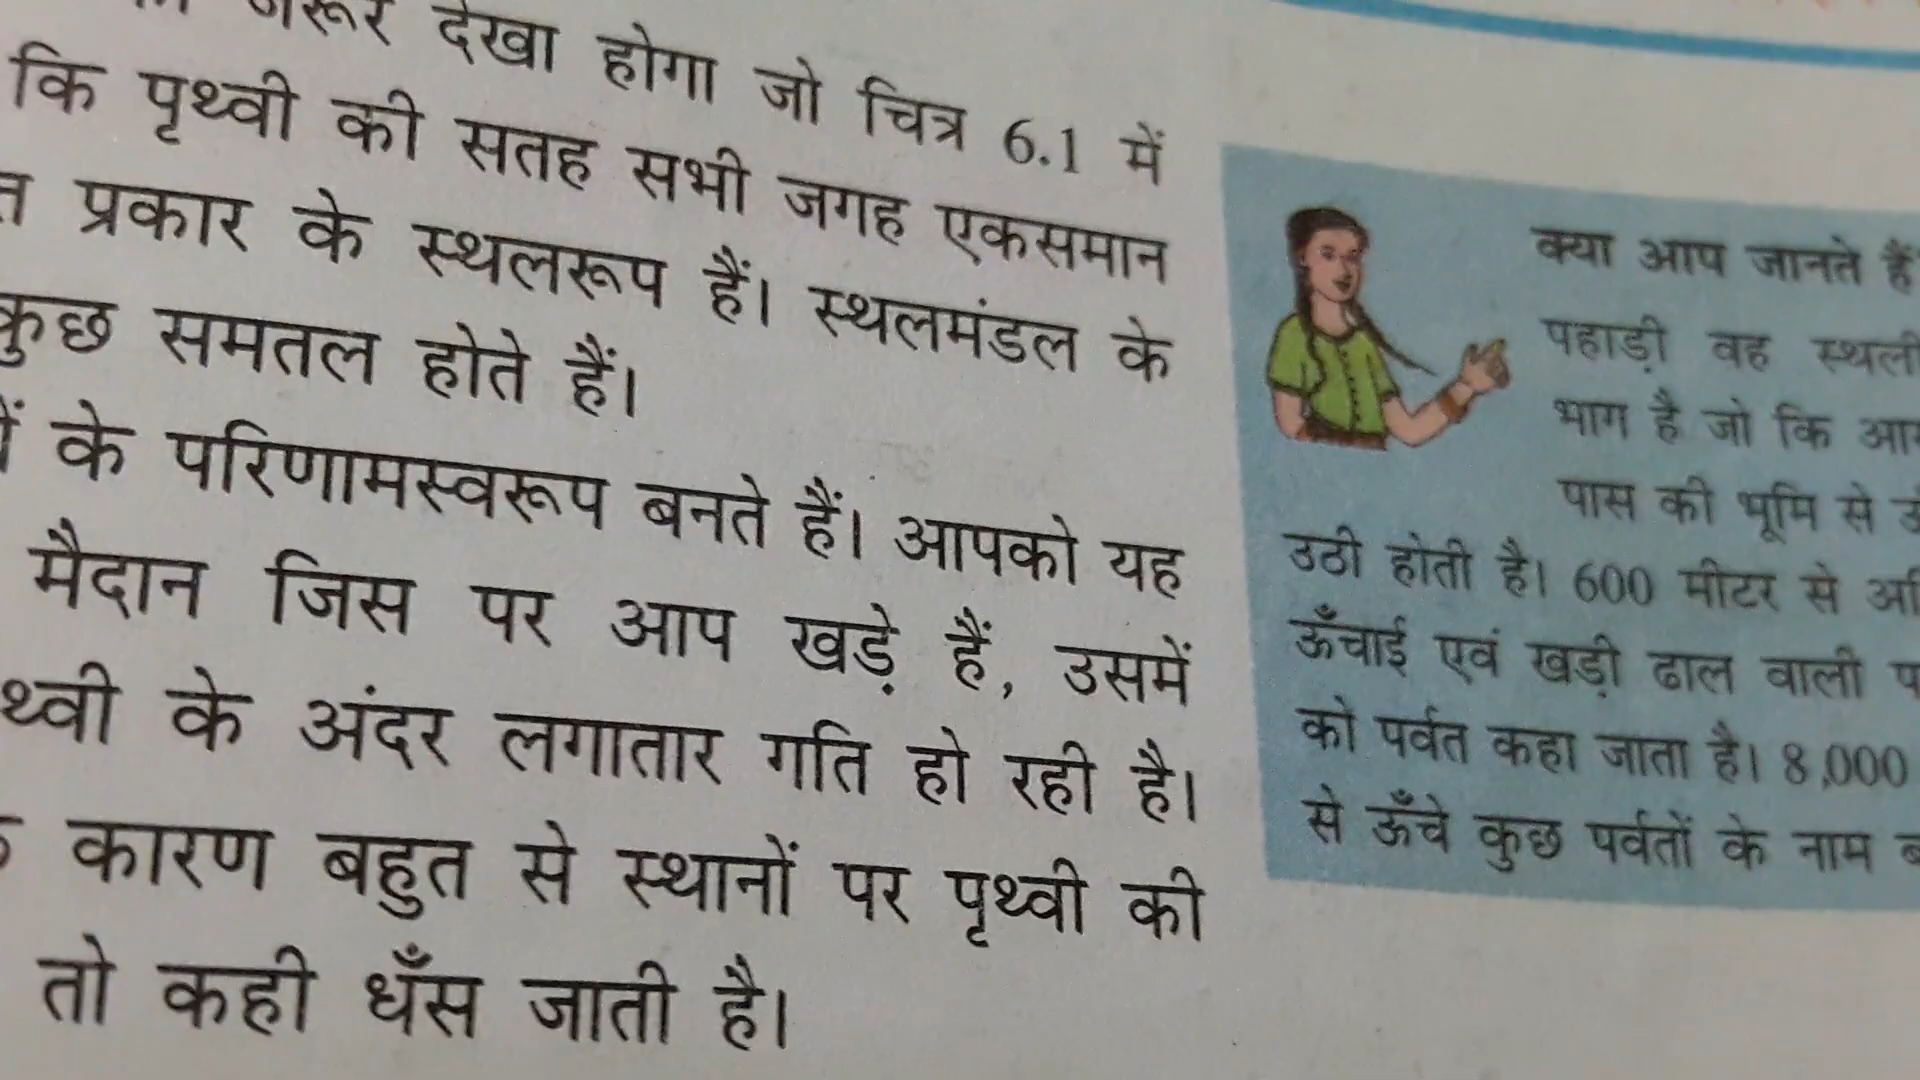 देखा होगा जो चित्र 6.1 में
कि पृथ्वी की सतह सभी जगह एकसमान
प्रकार के स्थलरूप हैं। स्थलमंडल के
कुछ समतल होते हैं।
के परिणामस्वरूप बनते हैं। आपको यह
मैदान जिस पर आप खड़े हैं, उसमें
के अंदर लगातार गति हो रही है।
कारण बहुत से स्थानों पर पृथ्वी की
तो कही धँस जाती है।
क्या आप जानते हैं
पहाड़ी वह
भाग है जो कि
पास की भूमि से
उठी होती है। 600 मीटर से
ऊँचाई एवं खड़ी ढाल वाली
को पर्वत कहा जाता है। 8,000
से ऊँचे कुछ पर्वतों के नाम